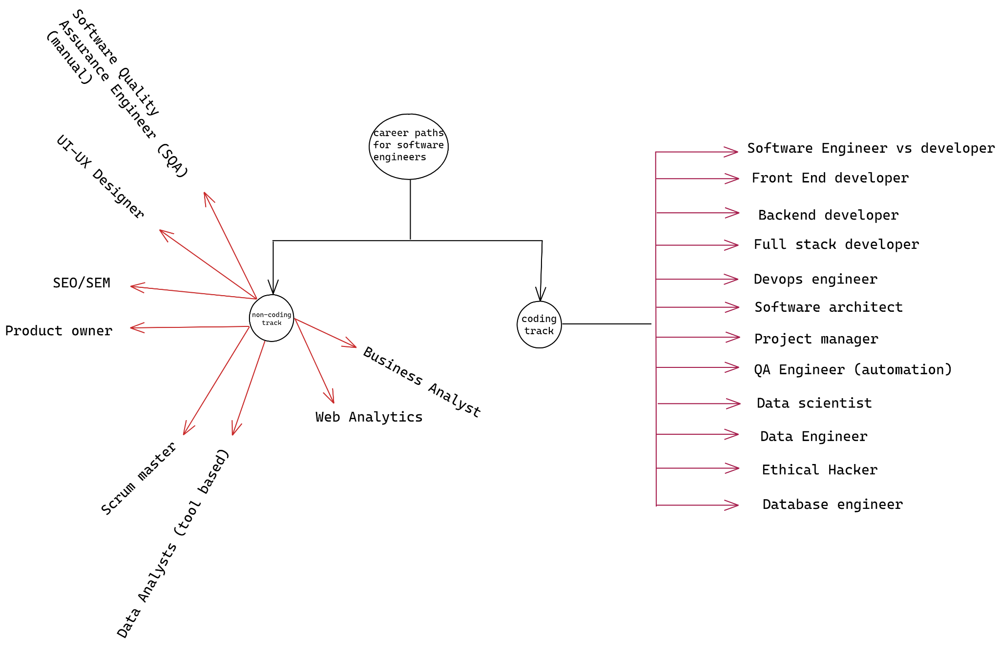 Software Quality
Assurance Engineer (SQA)
(manual)
UI-UX Designer
SEO/SEM
Product owner
Scrum master
Data Analysts (tool based)
Web Analytics
Business Analyst
non-coding
track
career paths
for software
engineers
coding
track
Software Engineer vs developer
Front End developer
Backend developer
Full stack developer
Devops engineer
Software architect
Project manager
QA Engineer (automation)
Data scientist
Data Engineer
Ethical Hacker
Database engineer